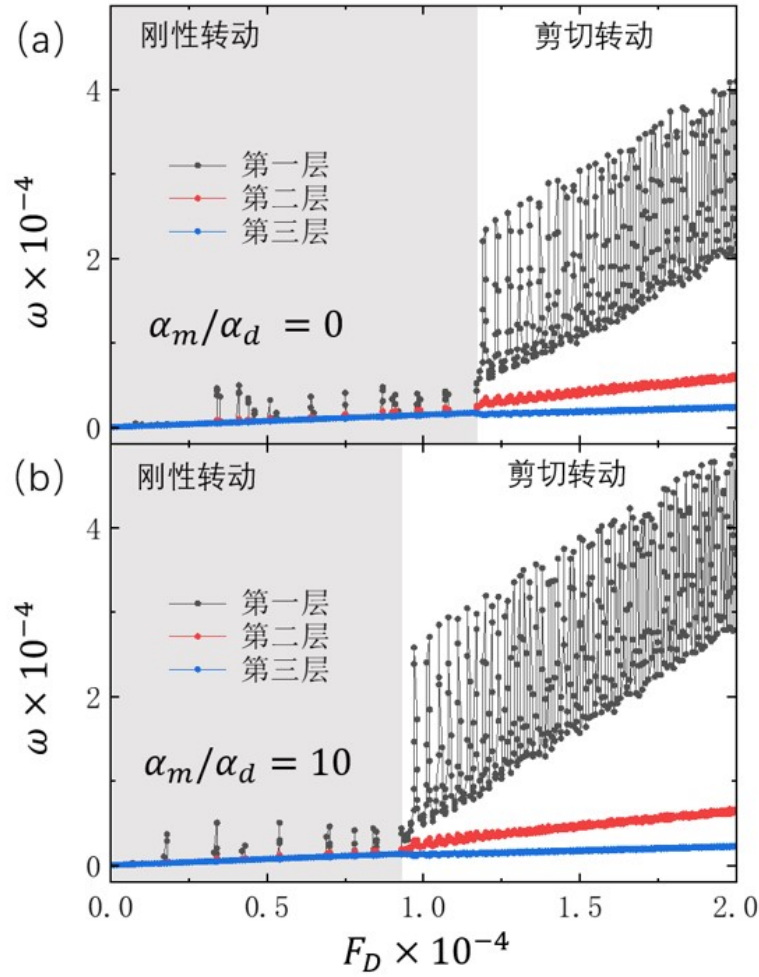 (a)
刚性转动
剪切转动
第一层
第二层
第三层
α_m/α_d = 0
ω × 10⁻⁴
4
2
0
(b)
刚性转动
剪切转动
第一层
第二层
第三层
α_m/α_d = 10
ω × 10⁻⁴
4
2
0
0.0 0.5 1.0 1.5 2.0
F_D × 10⁻⁴